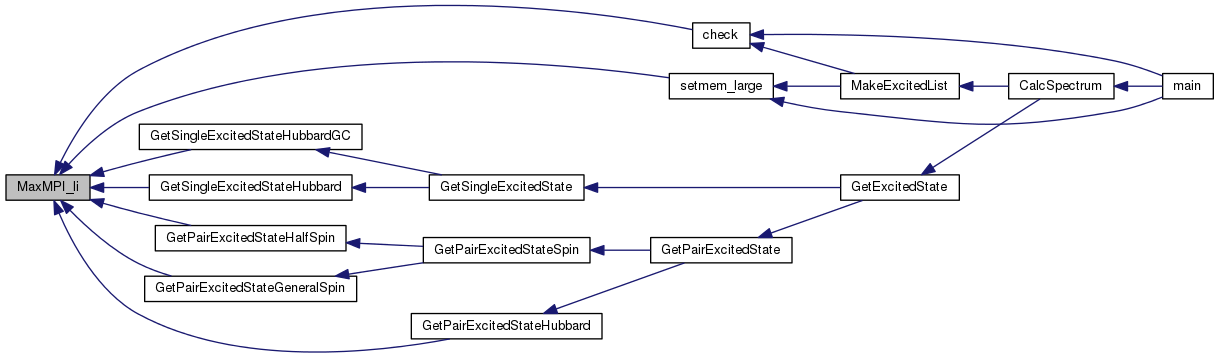 check
setmem_large
MakeExcitedList
CalcSpectrum
main
GetSingleExcitedStateHubbardGC
MaxMPI_li
GetSingleExcitedStateHubbard
GetSingleExcitedState
GetExcitedState
GetPairExcitedStateHalfSpin
GetPairExcitedStateSpin
GetPairExcitedState
GetPairExcitedStateGeneralSpin
GetPairExcitedStateHubbard